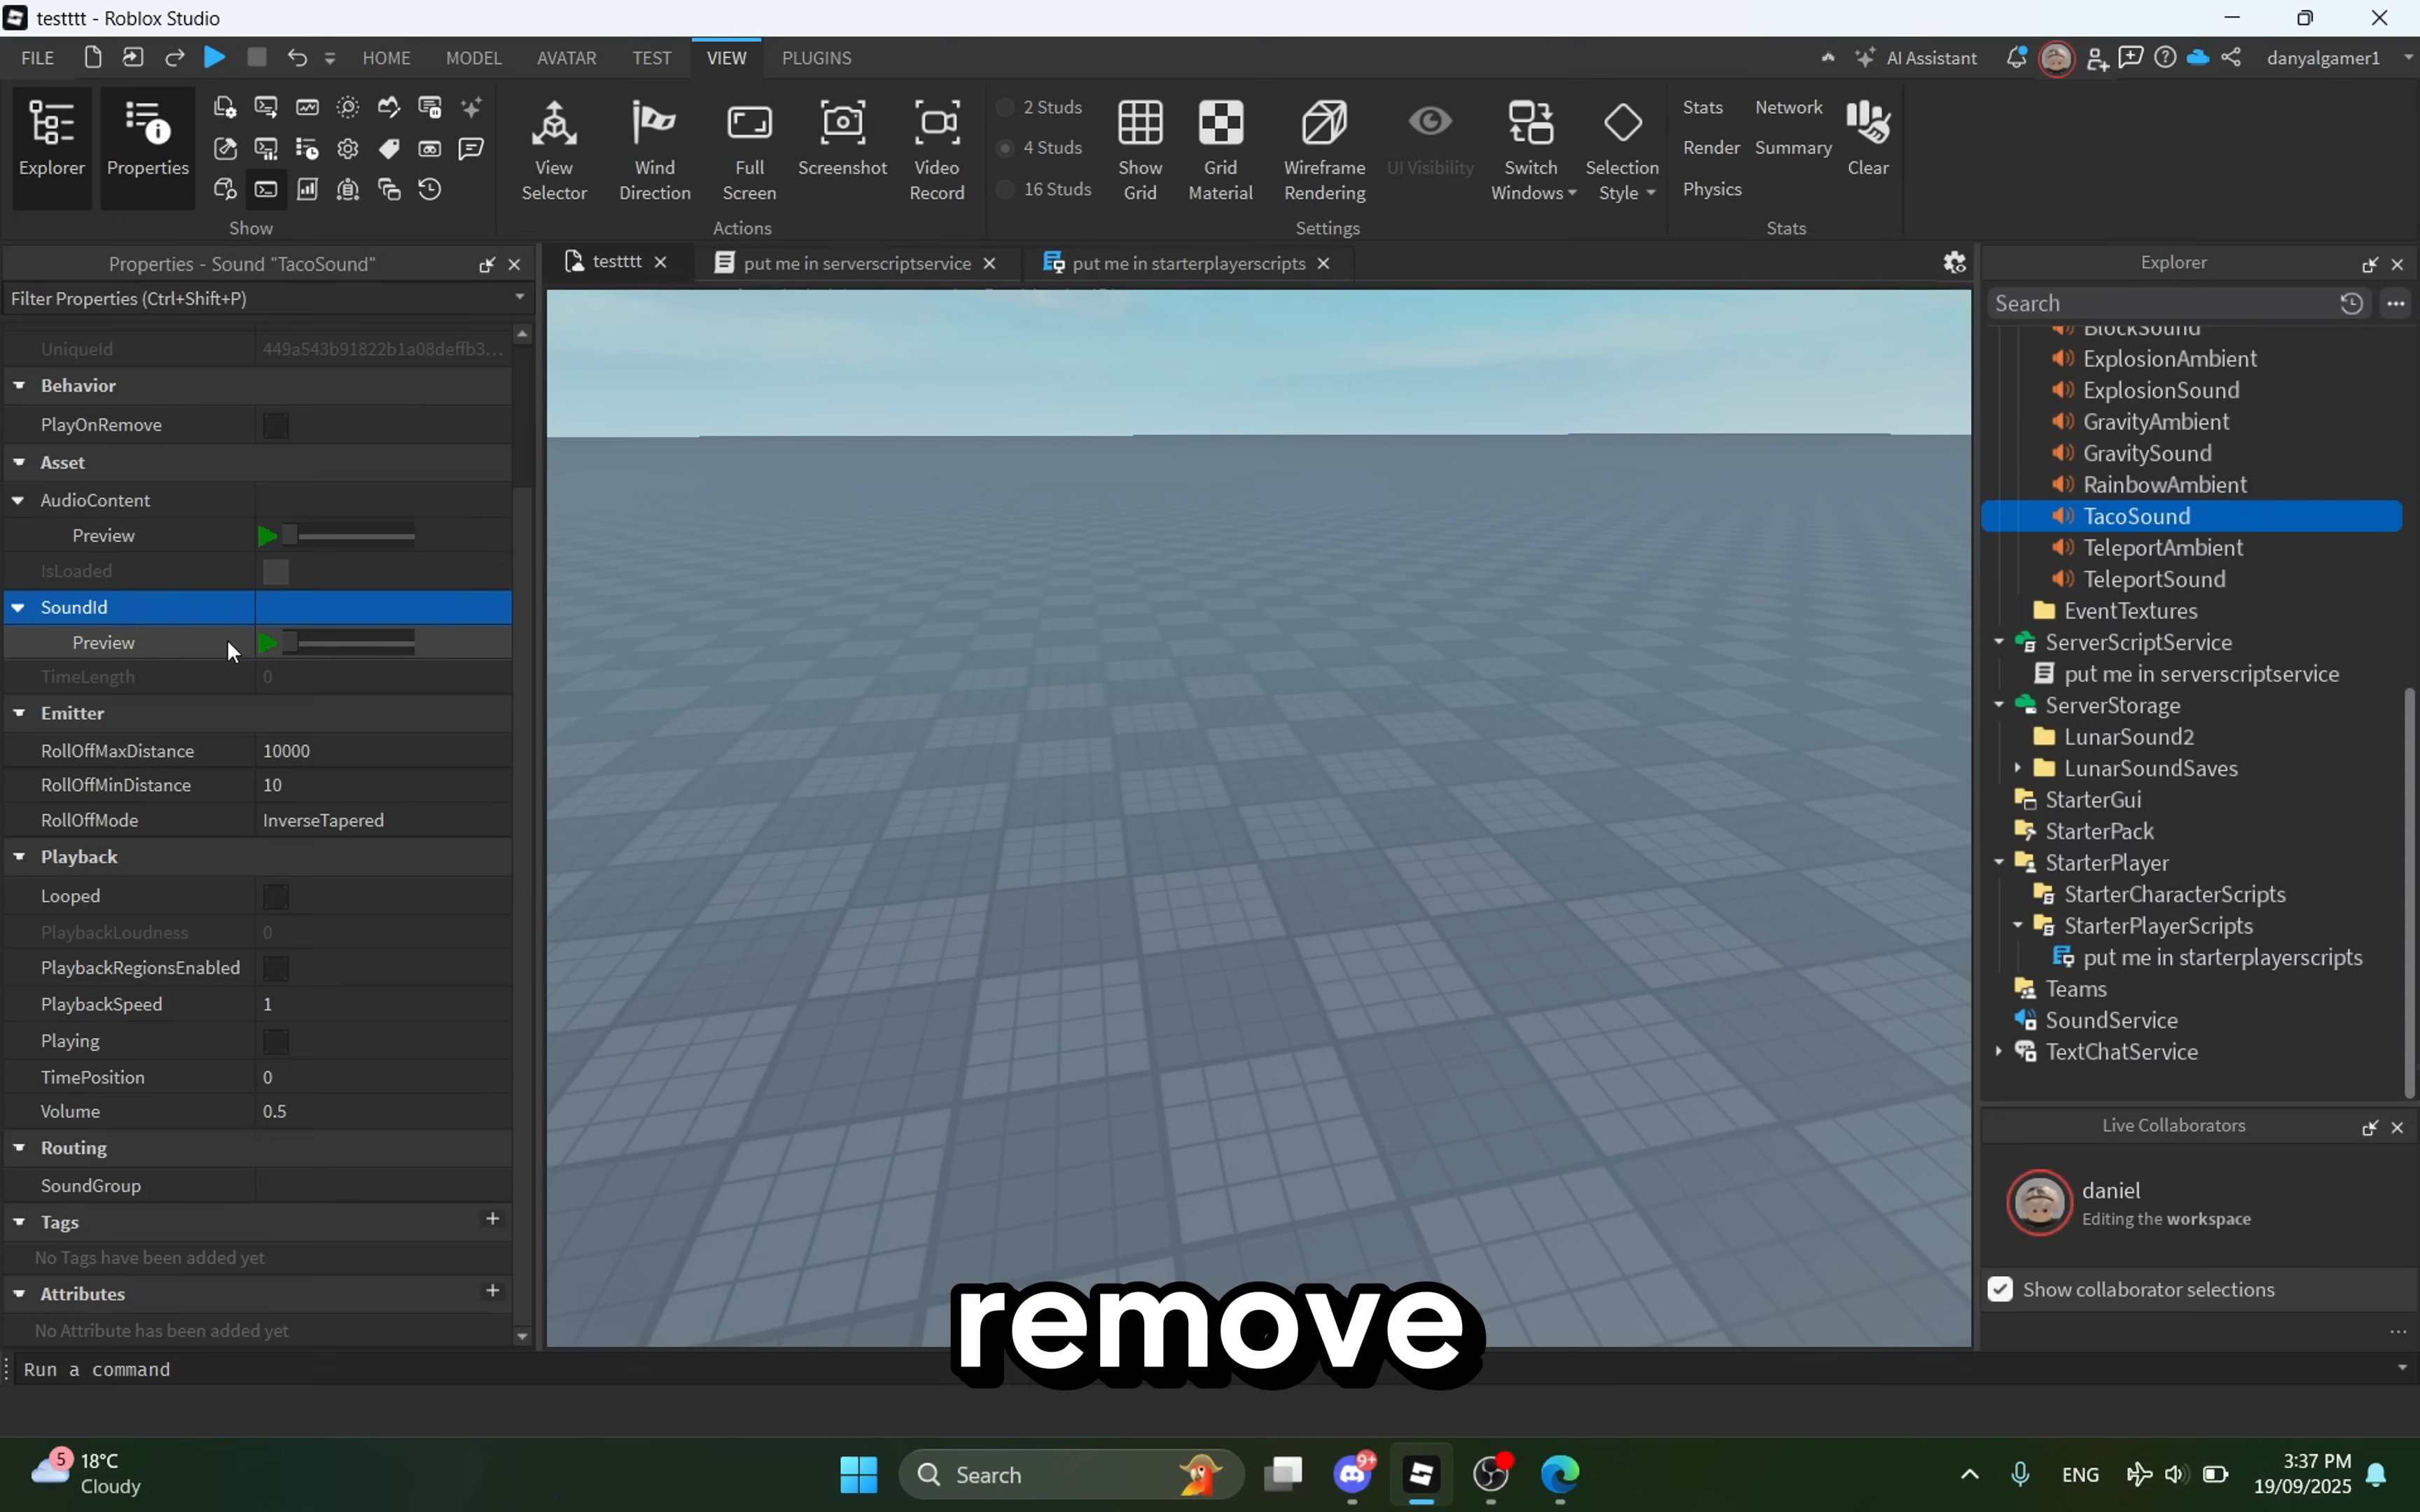 testttt - Roblox Studio
FILE
HOME
MODEL
AVATAR
TEST
VIEW
PLUGINS
AI Assistant
danyalgamer1
Explorer
Properties
Show
View Selector
Wind Direction
Full Screen
Screenshot
Video Record
Actions
2 Studs
4 Studs
16 Studs
Show Grid
Grid Material
Wireframe Rendering
UI Visibility
Switch Windows
Selection Style
Settings
Stats
Network
Render
Summary
Physics
Clear
Stats
Properties - Sound "TacoSound"
Filter Properties (Ctrl+Shift+P)
UniqueId 449a543b91822b1a08deffb3...
Behavior
PlayOnRemove
Asset
AudioContent
Preview
IsLoaded
SoundId
Preview
TimeLength 0
Emitter
RollOffMaxDistance 10000
RollOffMinDistance 10
RollOffMode InverseTapered
Playback
Looped
PlaybackLoudness 0
PlaybackRegionsEnabled
PlaybackSpeed 1
Playing
TimePosition 0
Volume 0.5
Routing
SoundGroup
Tags
No Tags have been added yet
Attributes
No Attribute has been added yet
Run a command
testttt
put me in serverscriptservice
put me in starterplayerscripts
remove
Explorer
Search
BlockSound
ExplosionAmbient
ExplosionSound
GravityAmbient
GravitySound
RainbowAmbient
TacoSound
TeleportAmbient
TeleportSound
EventTextures
ServerScriptService
put me in serverscriptservice
ServerStorage
LunarSound2
LunarSoundSaves
StarterGui
StarterPack
StarterPlayer
StarterCharacterScripts
StarterPlayerScripts
put me in starterplayerscripts
Teams
SoundService
TextChatService
Live Collaborators
daniel
Editing the workspace
Show collaborator selections
5
18°C
Cloudy
Search
9+
ENG
3:37 PM
19/09/2025